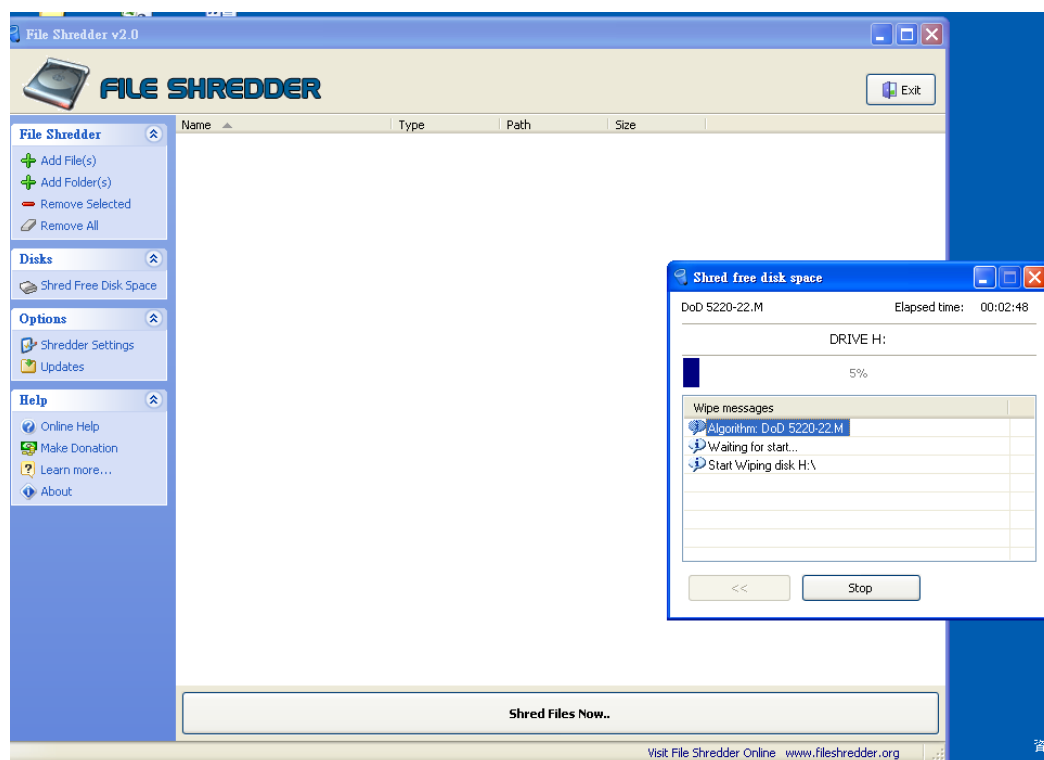 File Shredder v2.0
FILE SHREDDER
Exit
File Shredder
Add File(s)
Add Folder(s)
Remove Selected
Remove All
Disks
Shred Free Disk Space
Options
Shredder Settings
Updates
Help
Online Help
Make Donation
Learn more...
About
Name Type Path Size
Shred free disk space
DoD 5220-22.M Elapsed time: 00:02:48
DRIVE H:
5%
Wipe messages
Algorithm: DoD 5220-22.M
Waiting for start...
Start Wiping disk H:\
<< Stop
Shred Files Now..
Visit File Shredder Online www.fileshredder.org
資